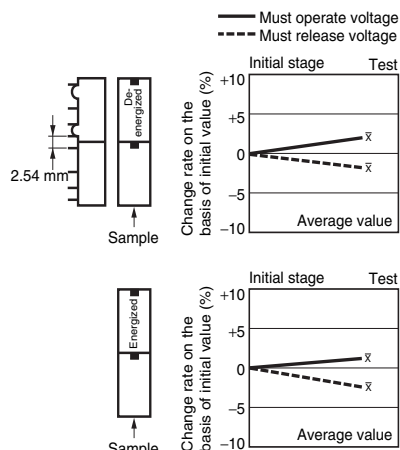 Must operate voltage
Must release voltage
De-
energized
2.54 mm
Sample
Initial stage Test
Change rate on the
basis of initial value (%)
+10
+5
0
−5
−10
x̄
x̄
Average value
Energized
Sample
Initial stage Test
Change rate on the
basis of initial value (%)
+10
+5
0
−5
−10
x̄
x̄
Average value